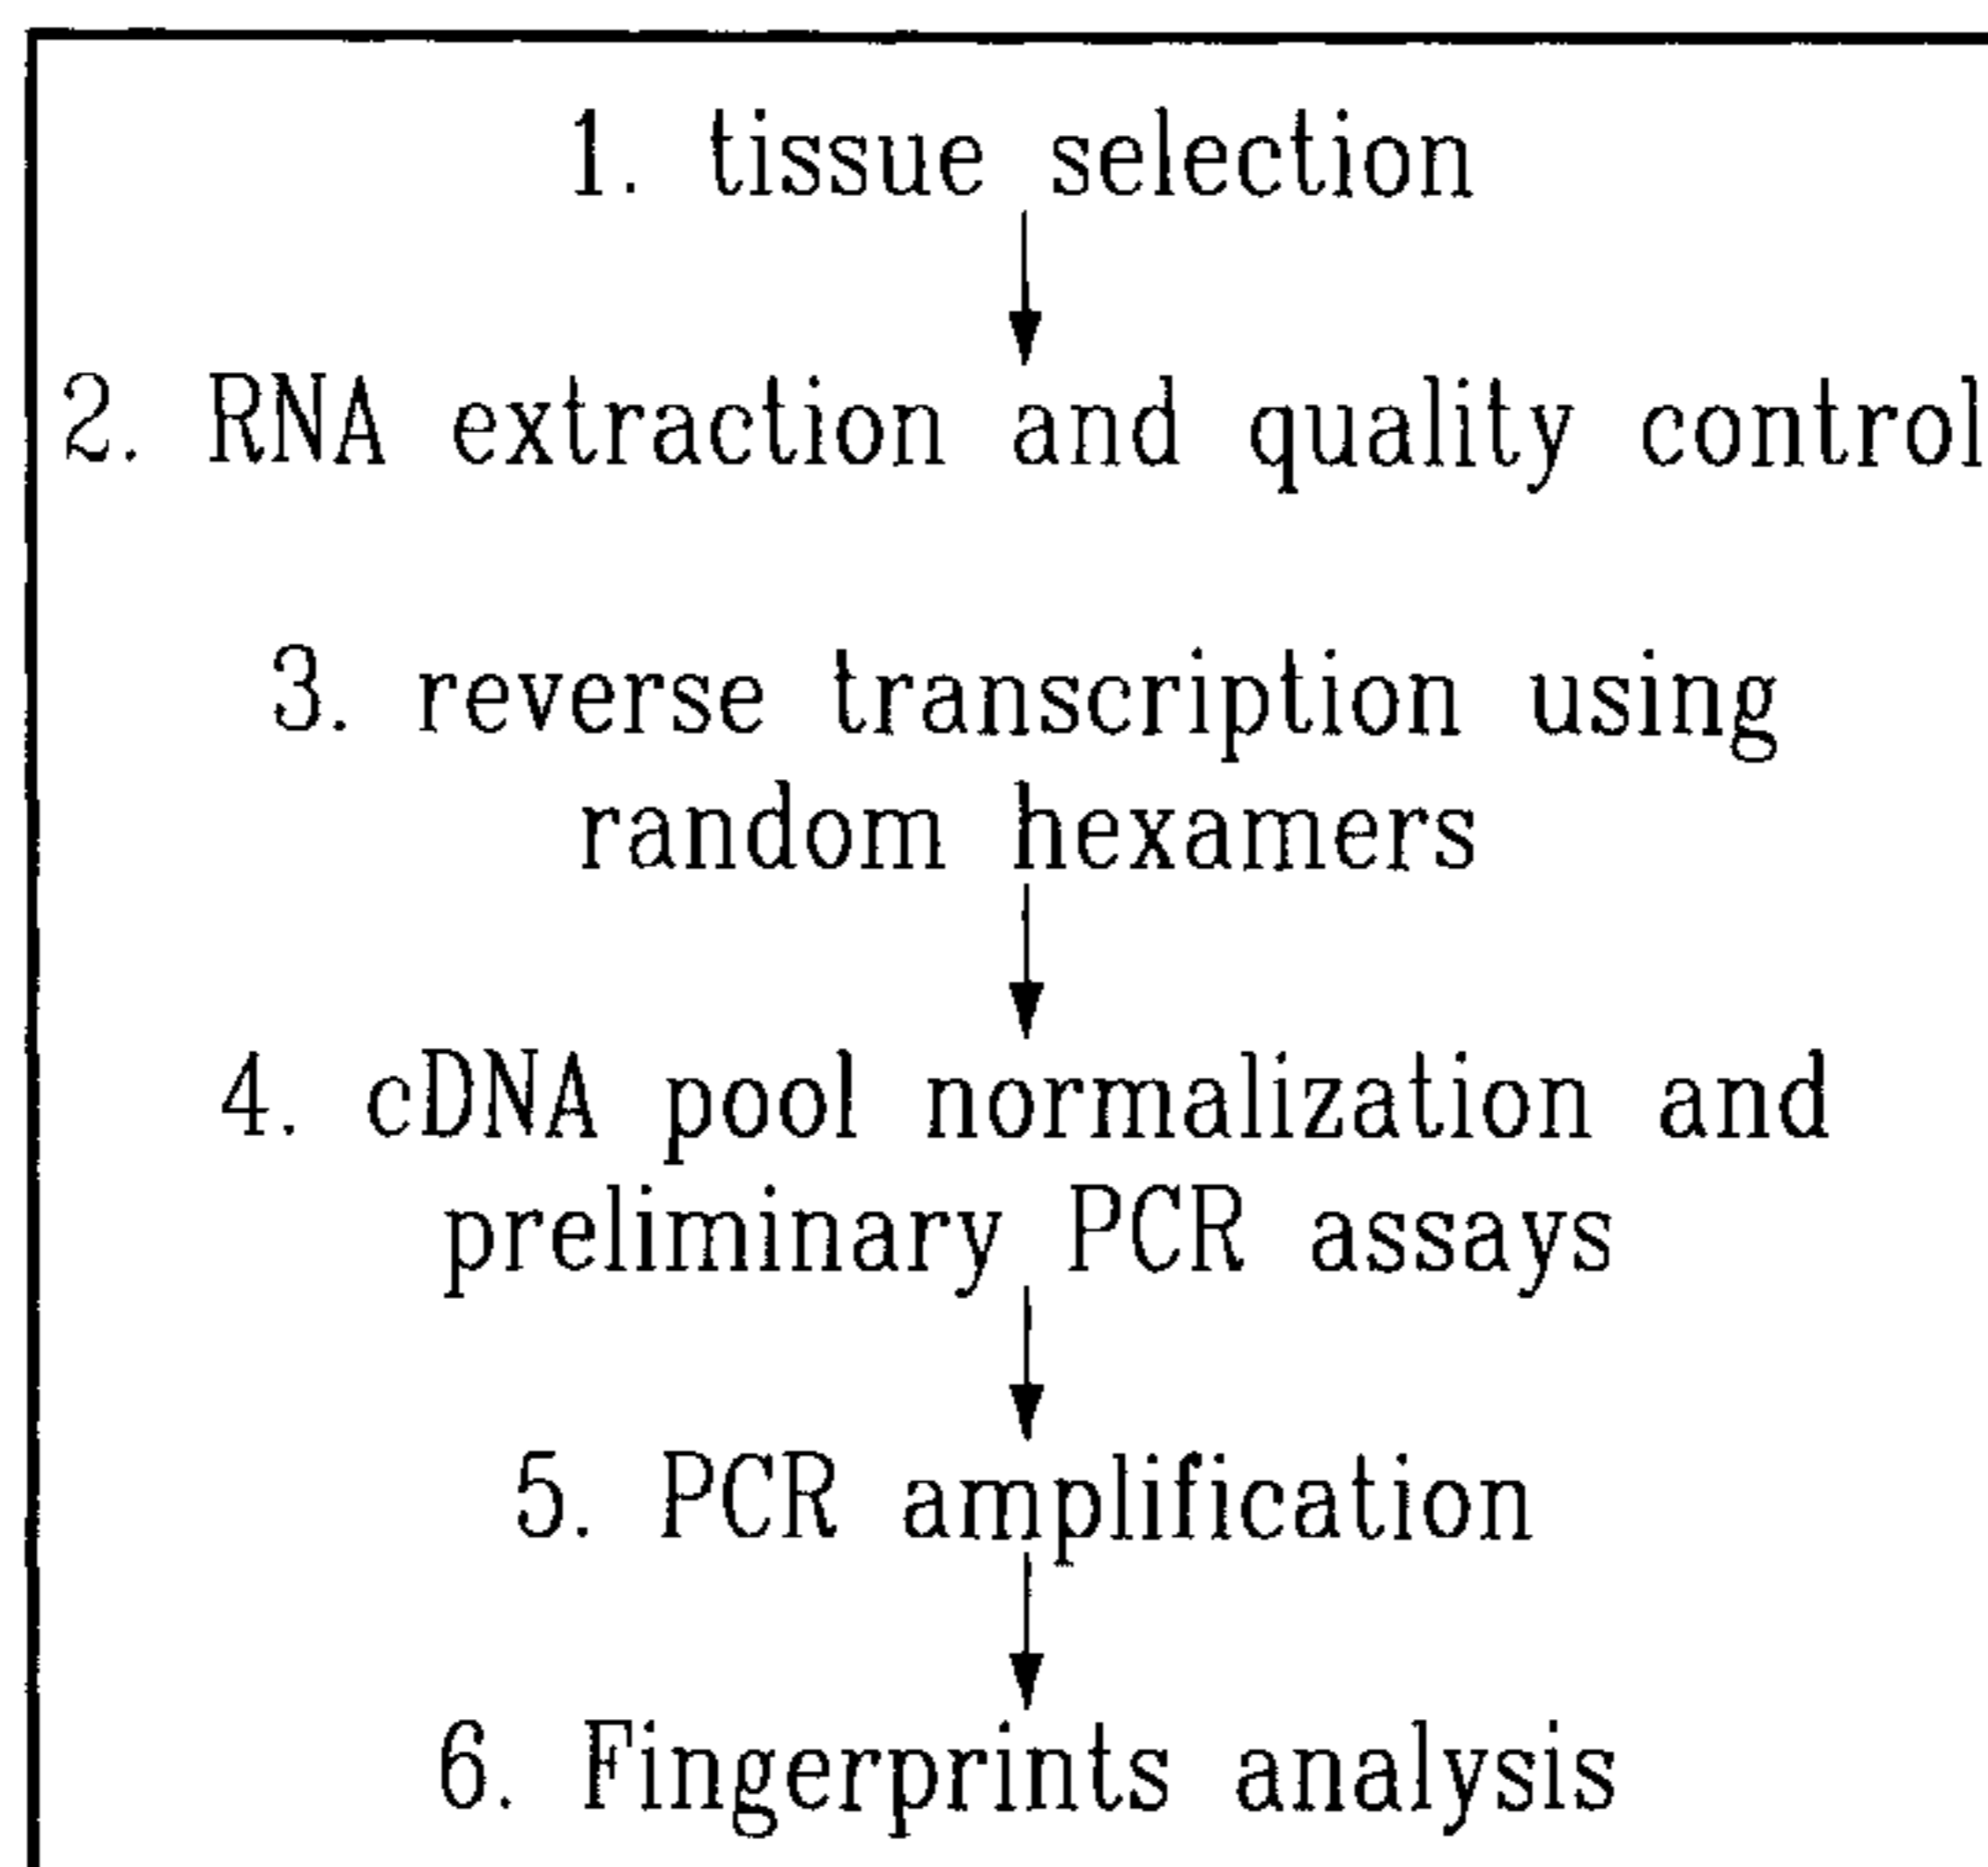 1. tissue selection
2. RNA extraction and quality control
3. reverse transcription using
random hexamers
4. cDNA pool normalization and
preliminary PCR assays
5. PCR amplification
6. Fingerprints analysis